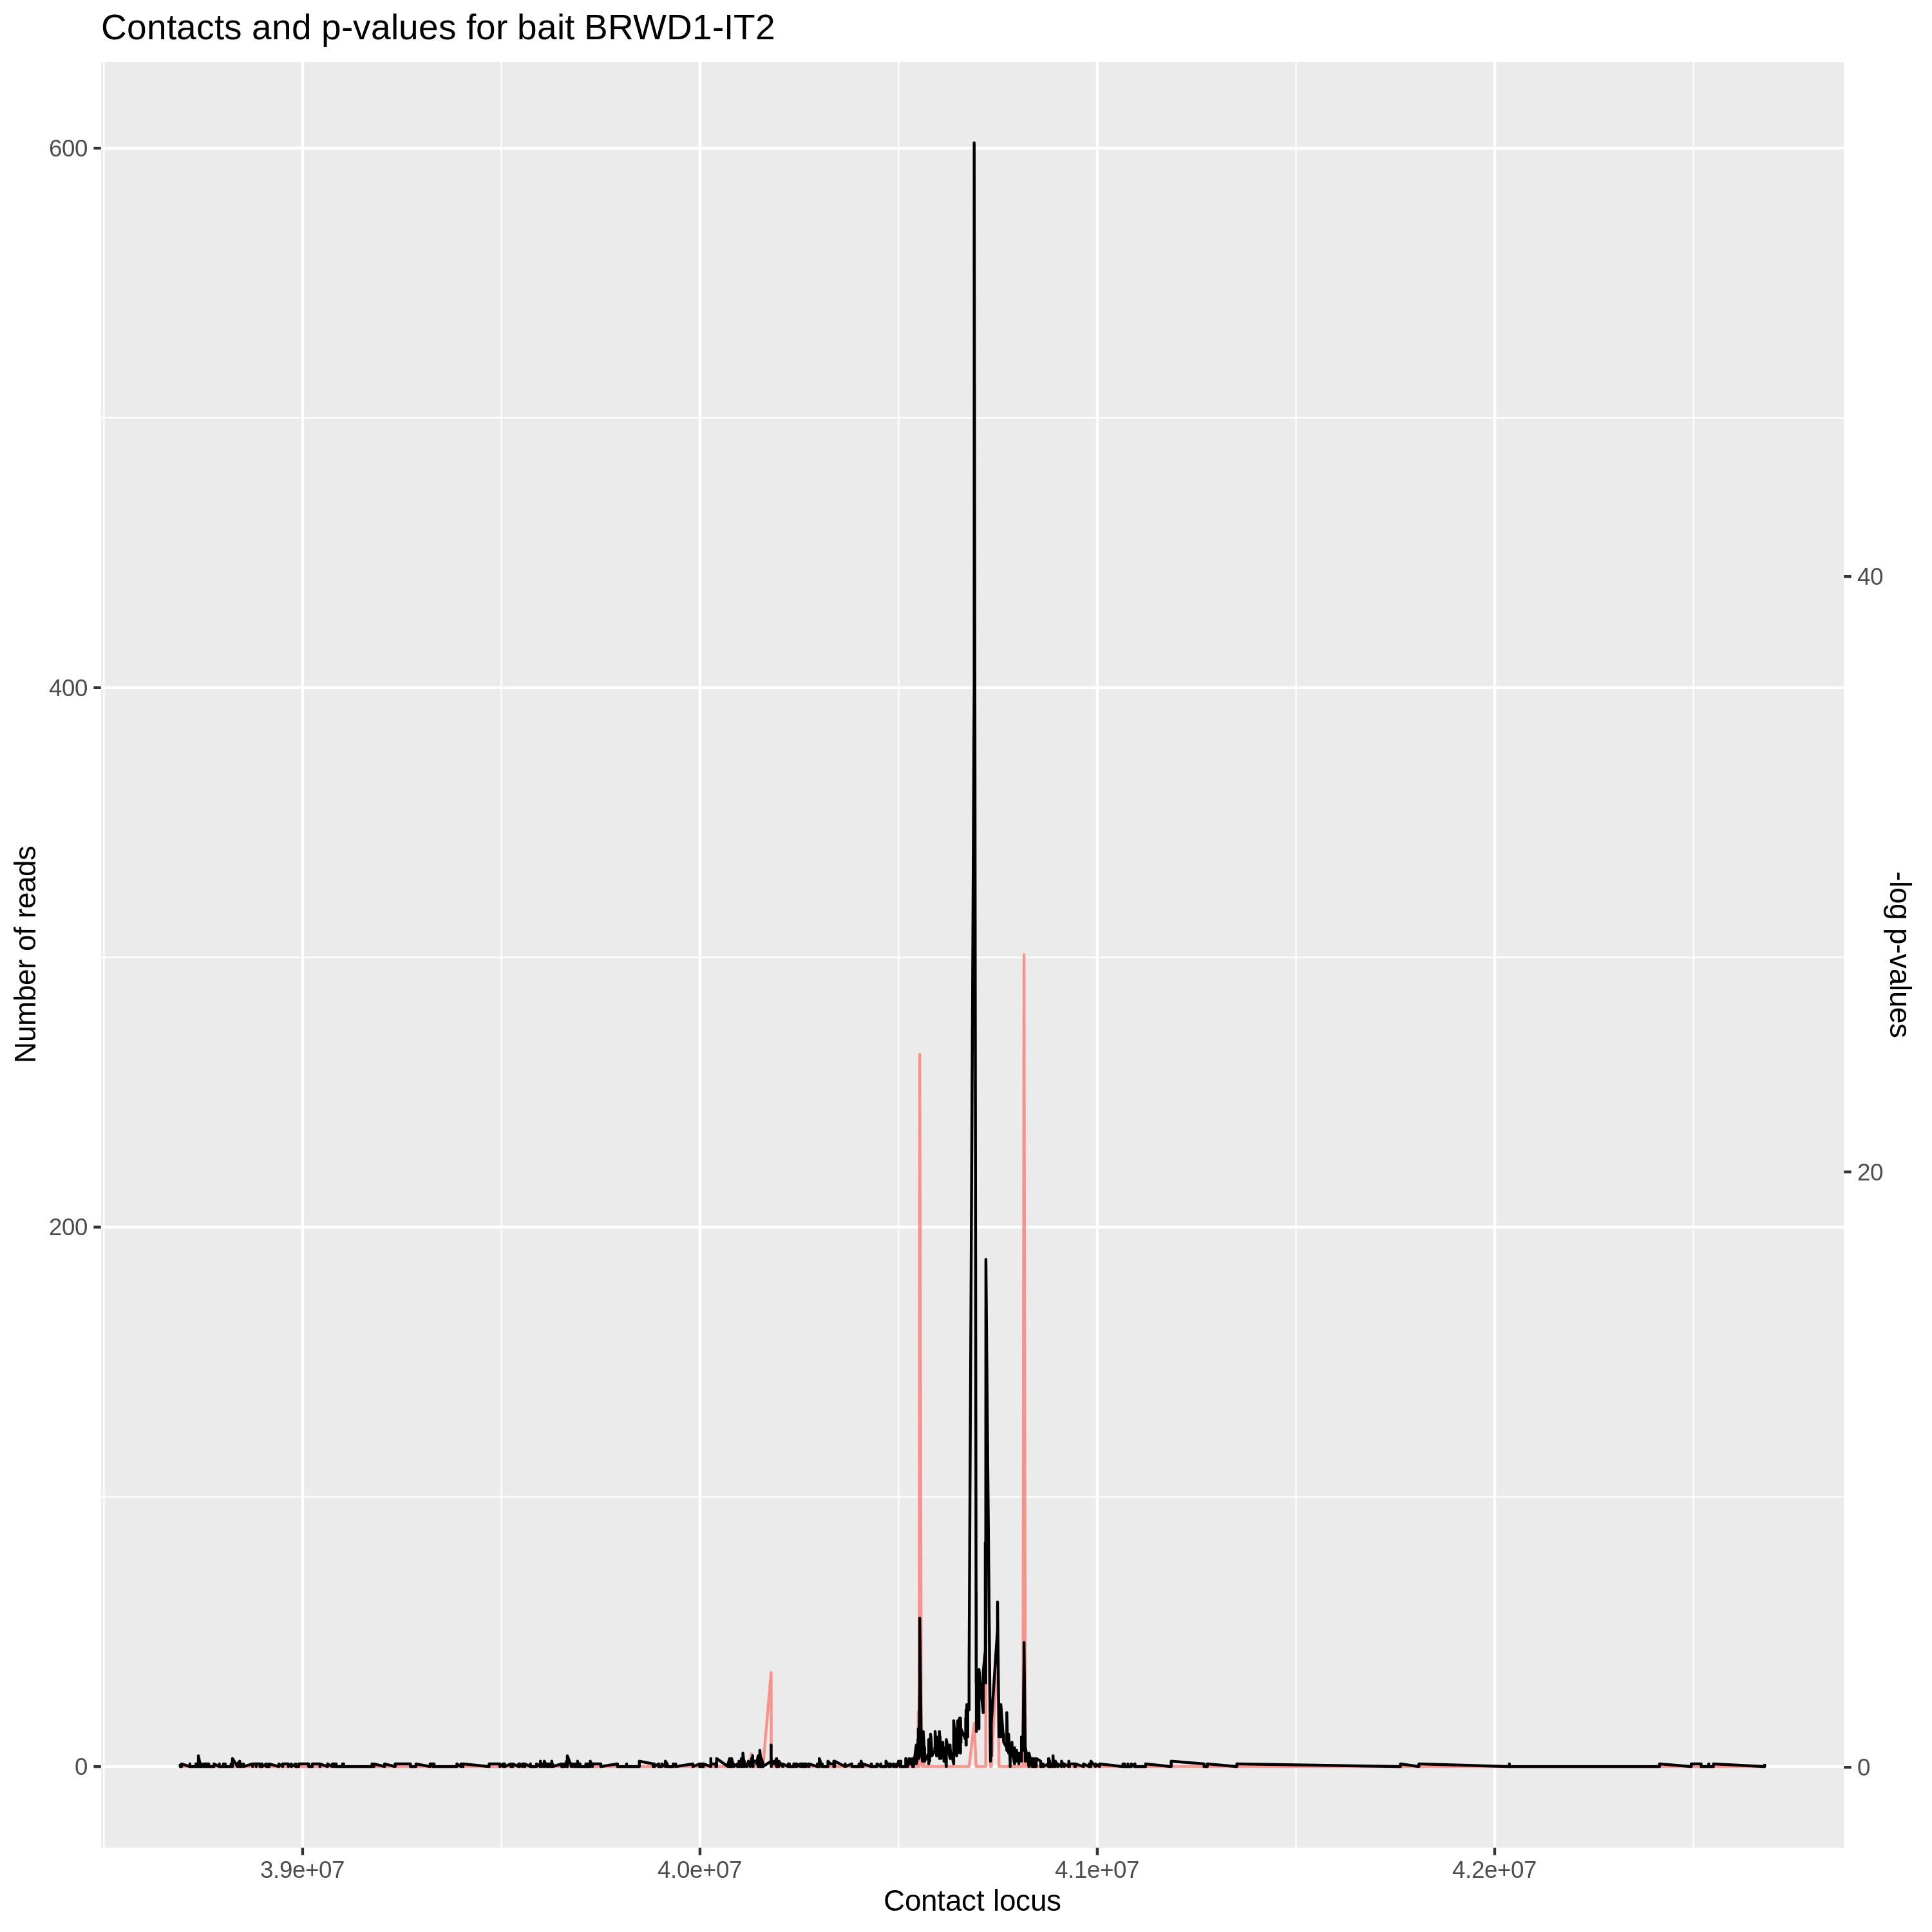 Contacts and p-values for bait BRWD1-IT2
600
400
200
0
Number of reads
40
20
0
-log p-values
3.9e+07
4.0e+07
4.1e+07
4.2e+07
Contact locus